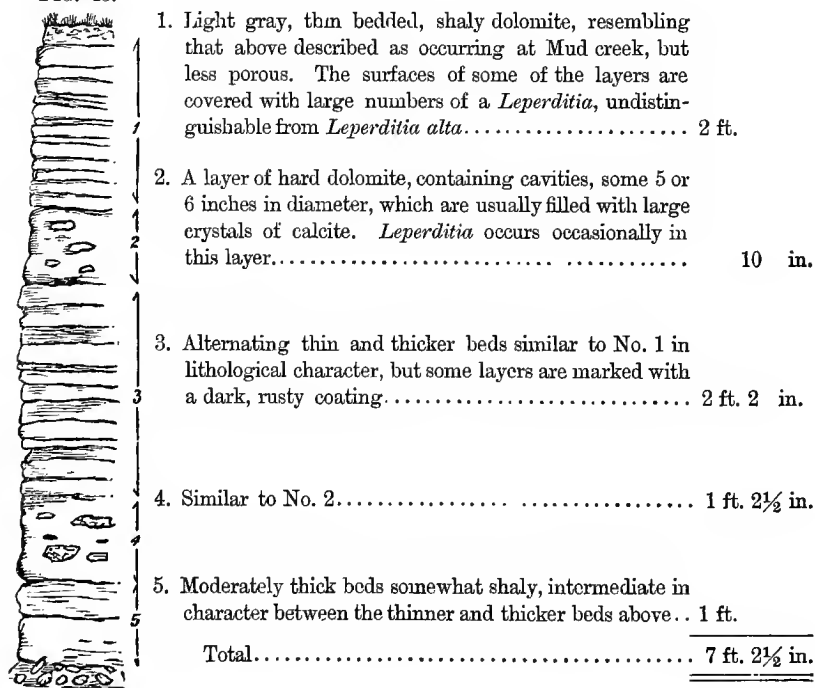 1. Light gray, thin bedded, shaly dolomite, resembling
that above described as occurring at Mud creek, but
less porous. The surfaces of some of the layers are
covered with large numbers of a Leperditia, undistin-
guishable from Leperditia alta...................... 2 ft.
2. A layer of hard dolomite, containing cavities, some 5 or
6 inches in diameter, which are usually filled with large
crystals of calcite. Leperditia occurs occasionally in
this layer........................... ............ 10 in.
3. Alternating thin and thicker beds similar to No. 1 in
lithological character, but some layers are marked with
a dark, rusty coating.............................. 2 ft. 2 in.
4. Similar to No. 2................. ................. 1 ft. 2½ in.
5. Moderately thick beds somewhat shaly, intermediate in
character between the thinner and thicker beds above.. 1 ft.
Total.......................................... 7 ft. 2½ in.
1
2
3
4
5